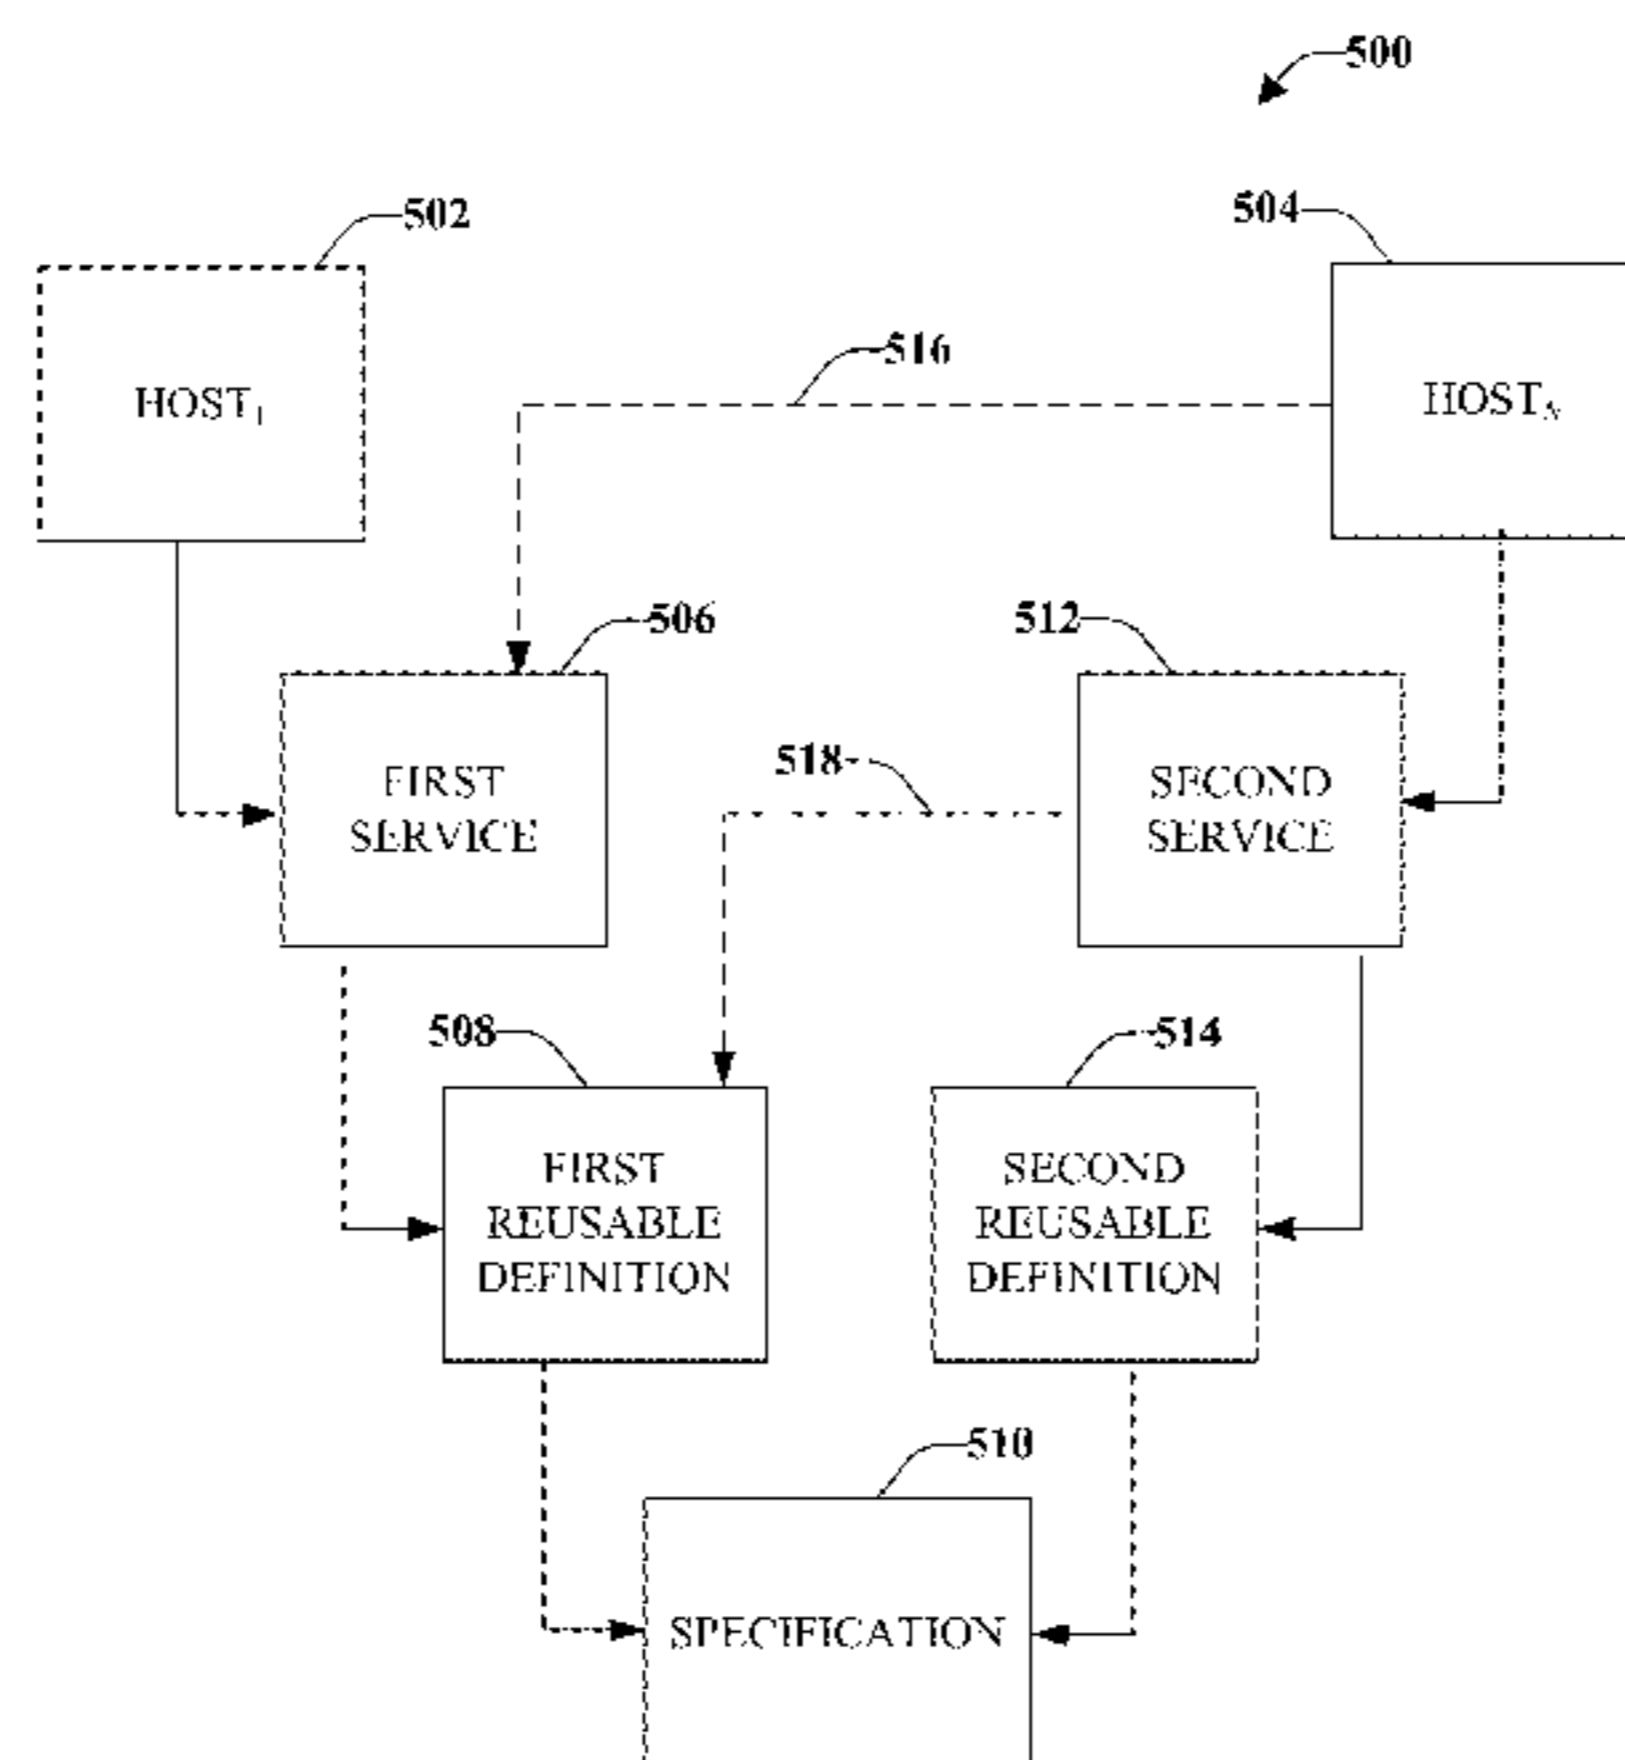 500
502
504
HOST₁
516
HOST_N
506
512
FIRST
SERVICE
518
SECOND
SERVICE
508
514
FIRST
REUSABLE
DEFINITION
SECOND
REUSABLE
DEFINITION
510
SPECIFICATION